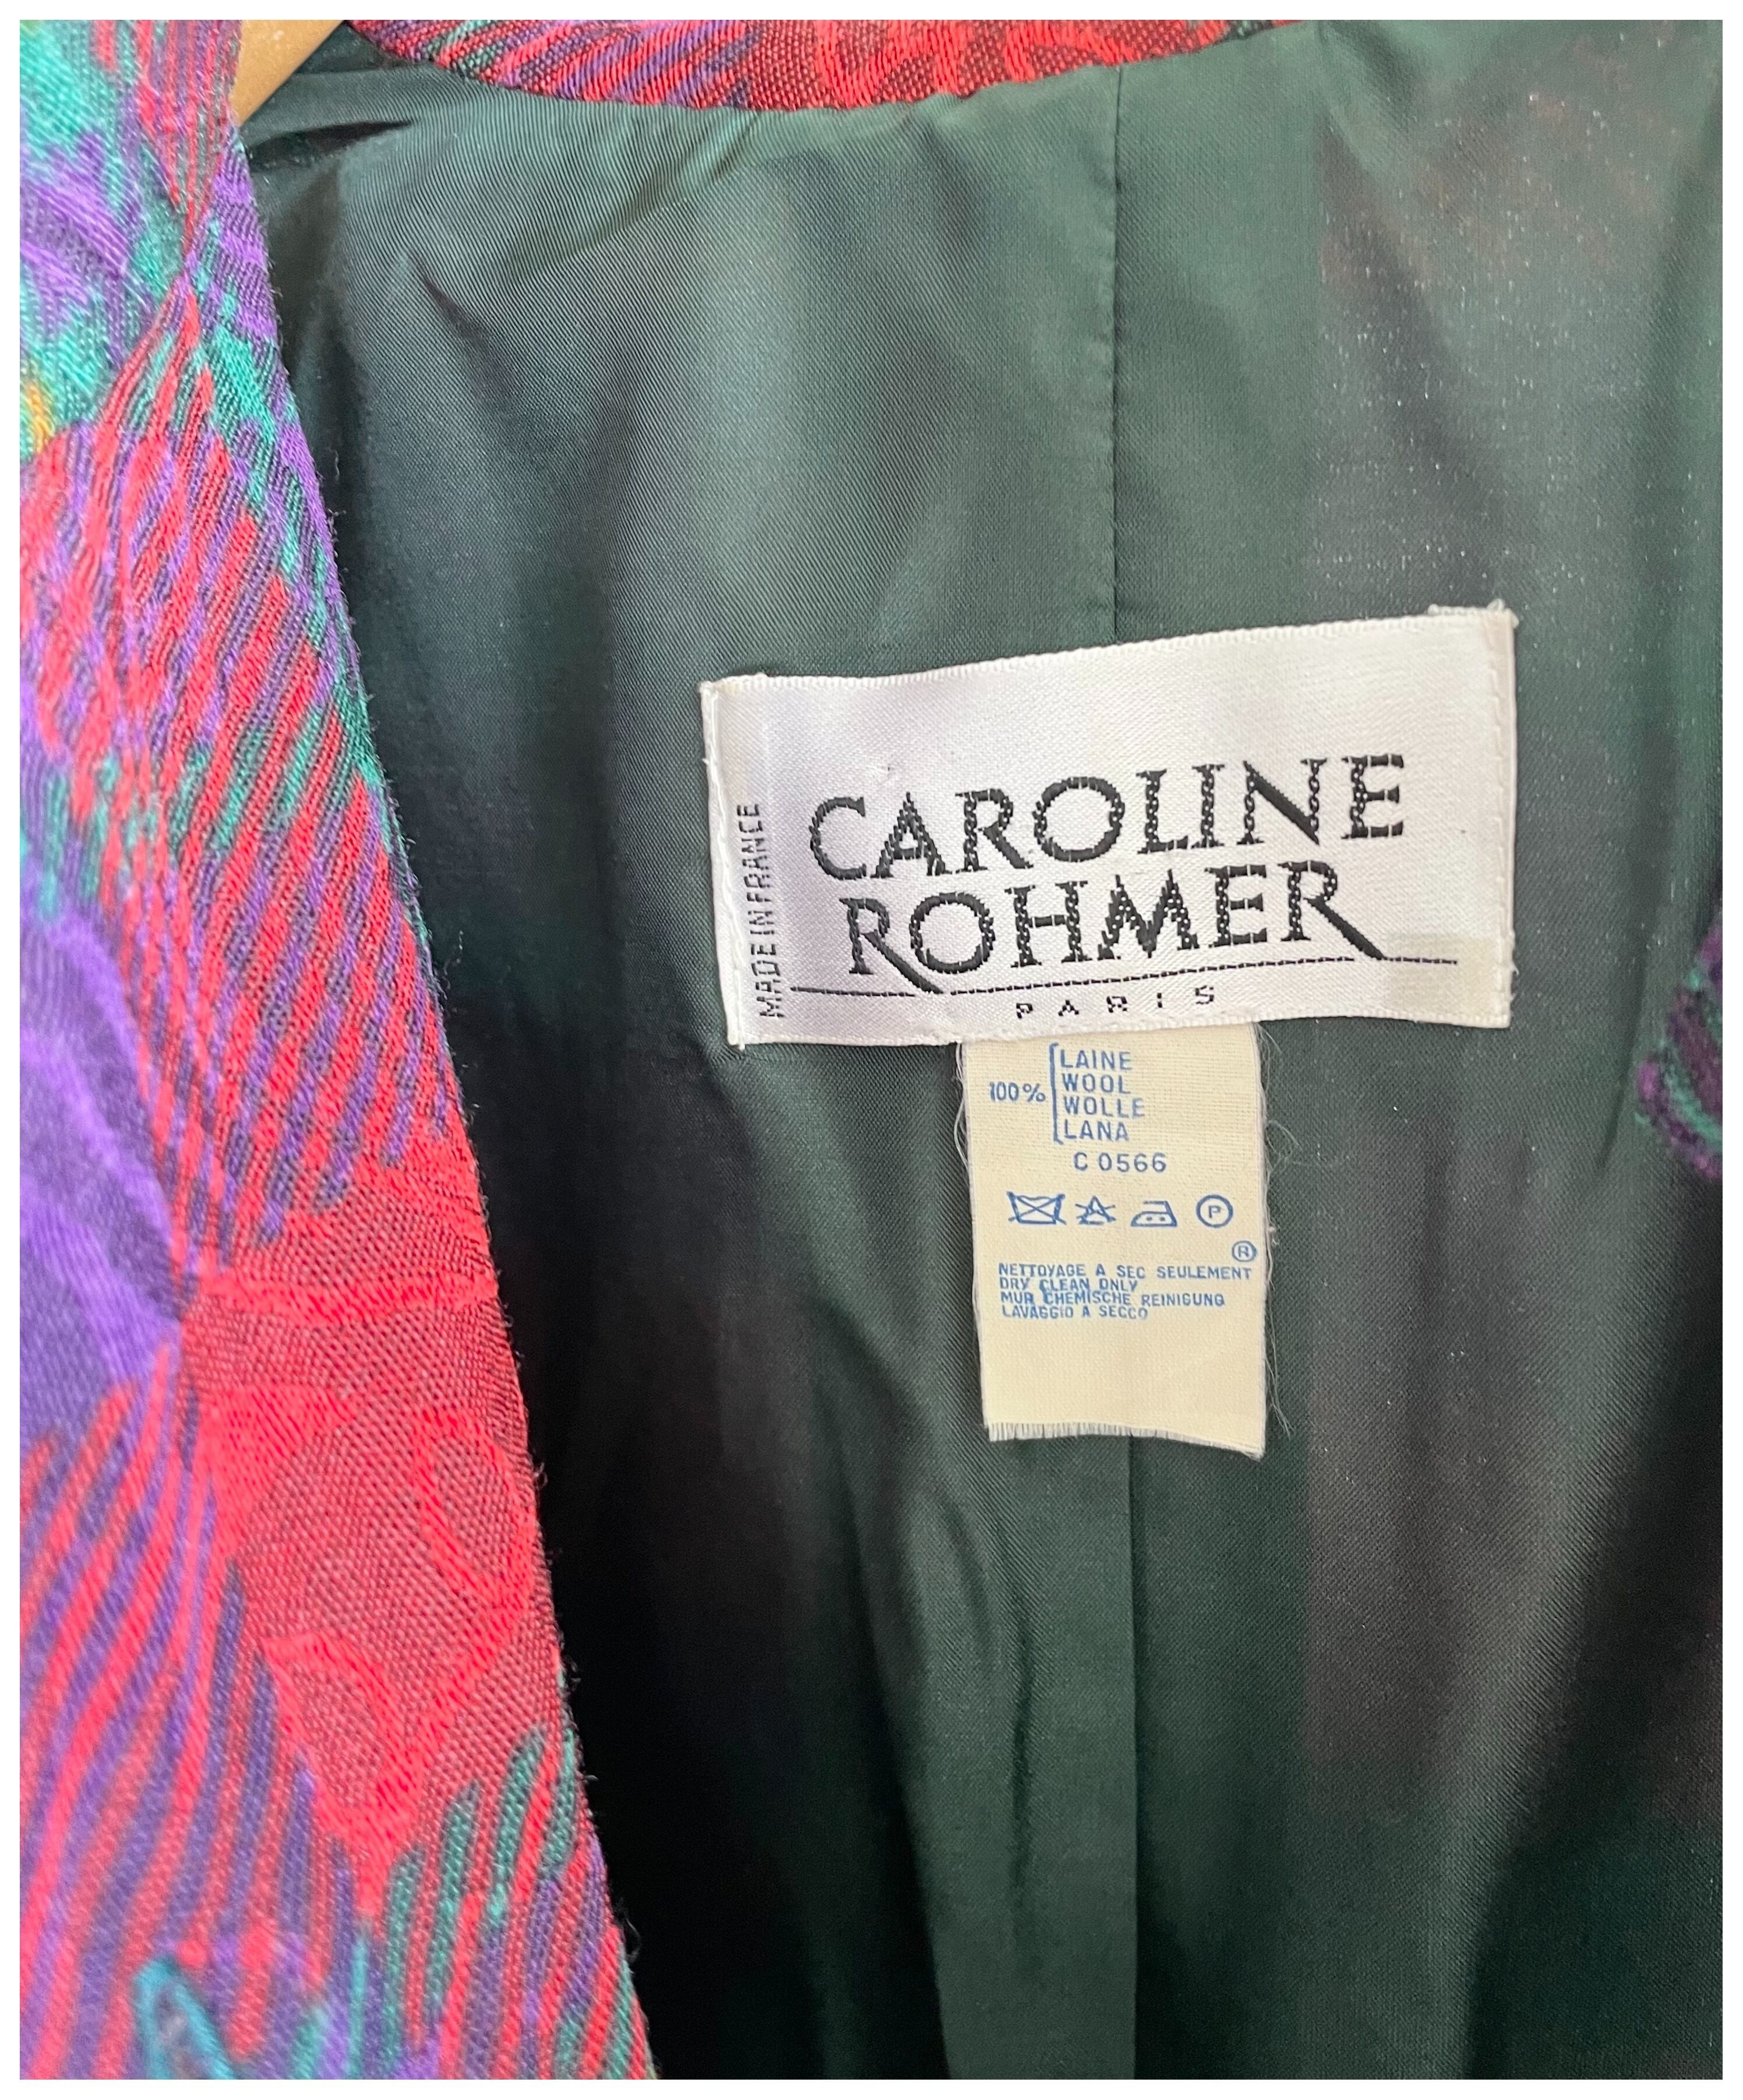 MADE IN FRANCE
CAROLINE
ROHMER
PARIS
100%
LAINE
WOOL
WOLLE
LANA
C 0566
P
®
NETTOYAGE A SEC SEULEMENT
DRY CLEAN ONLY
MUR CHEMISCHE REINIGUNG
LAVAGGIO A SECCO